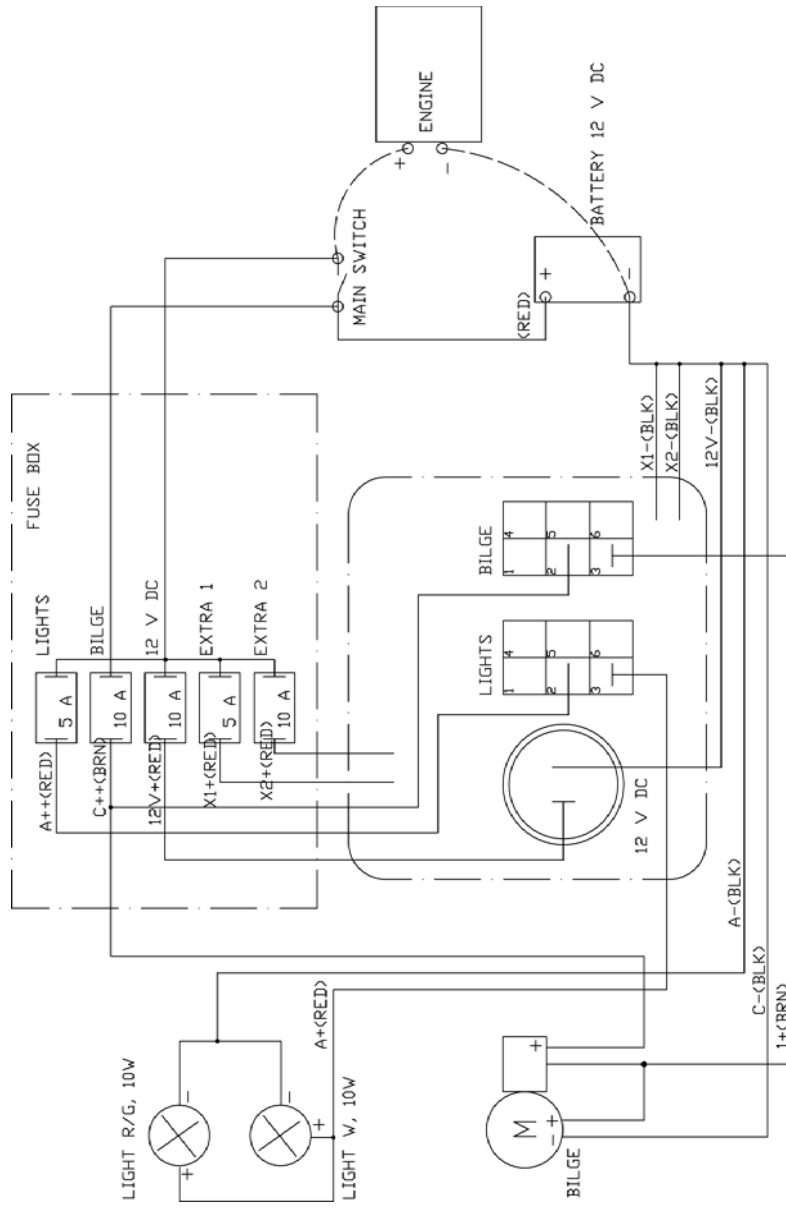 ENGINE
+
-
BATTERY 12 V DC
+
-
MAIN SWITCH
(RED)
FUSE BOX
LIGHTS
BILGE
12 V DC
EXTRA 1
EXTRA 2
5 A
10 A
10 A
5 A
10 A
A++(RED)
C++(BRN)
12V+(RED)
X1+(RED)
X2+(RED)
X1-(BLK)
X2-(BLK)
12V-(BLK)
BILGE
1
4
2
5
3
6
LIGHTS
1
4
2
5
3
6
12 V DC
A-(BLK)
C-(BLK)
1+(BRN)
A+(RED)
LIGHT R/G, 10W
+
-
LIGHT W, 10W
+
-
BILGE
M
-
+
+